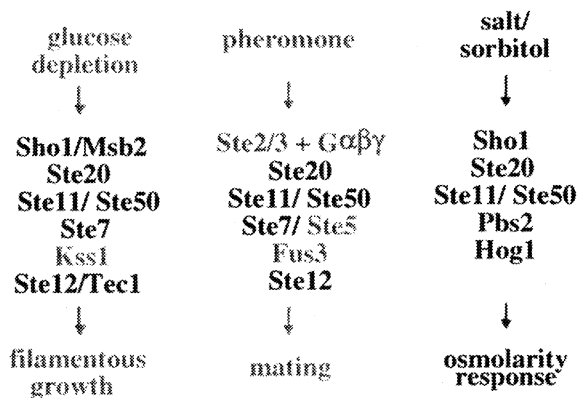 glucose
depletion
Sho1/Msb2
Ste20
Ste11/ Ste50
Ste7
Kss1
Ste12/Tec1
filamentous
growth
pheromone
Ste2/3 + Gαβγ
Ste20
Ste11/ Ste50
Ste7/ Ste5
Fus3
Ste12
mating
salt/
sorbitol
Sho1
Ste20
Ste11/ Ste50
Pbs2
Hog1
osmolarity
response